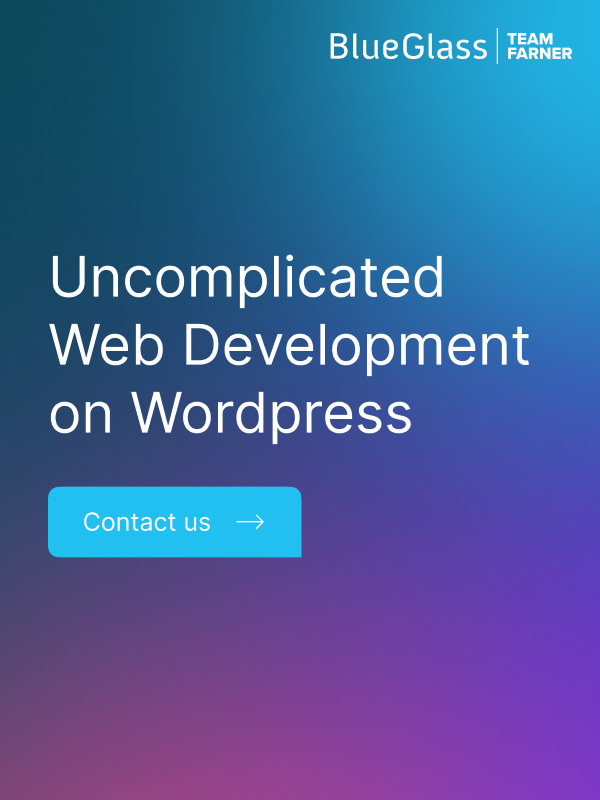 BlueGlass
TEAM
FARNER
Uncomplicated
Web Development
on Wordpress
Contact us